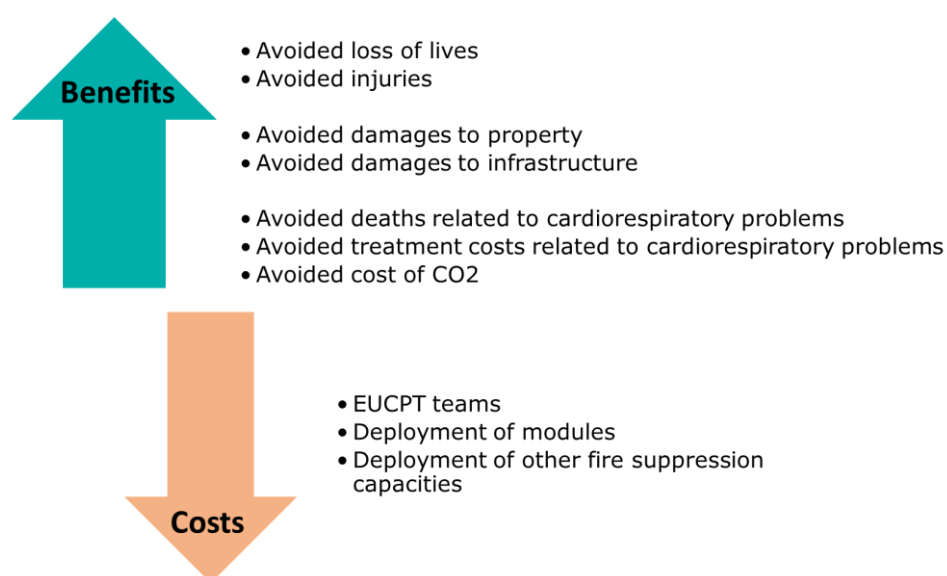 Benefits
• Avoided loss of lives
• Avoided injuries
• Avoided damages to property
• Avoided damages to infrastructure
• Avoided deaths related to cardiorespiratory problems
• Avoided treatment costs related to cardiorespiratory problems
• Avoided cost of CO2
• EUCPT teams
• Deployment of modules
• Deployment of other fire suppression
capacities
Costs